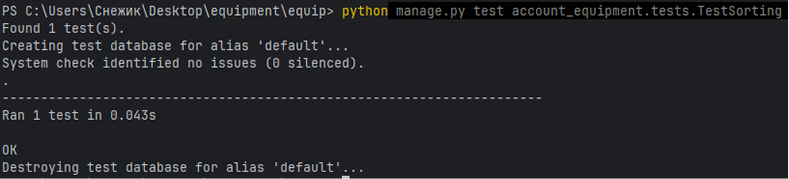 PS C:\Users\Снежик\Desktop\equipment\equip> python manage.py test account_equipment.tests.TestSorting
Found 1 test(s).
Creating test database for alias 'default'...
System check identified no issues (0 silenced).
.
----------------------------------------------------------------------
Ran 1 test in 0.043s
OK
Destroying test database for alias 'default'...